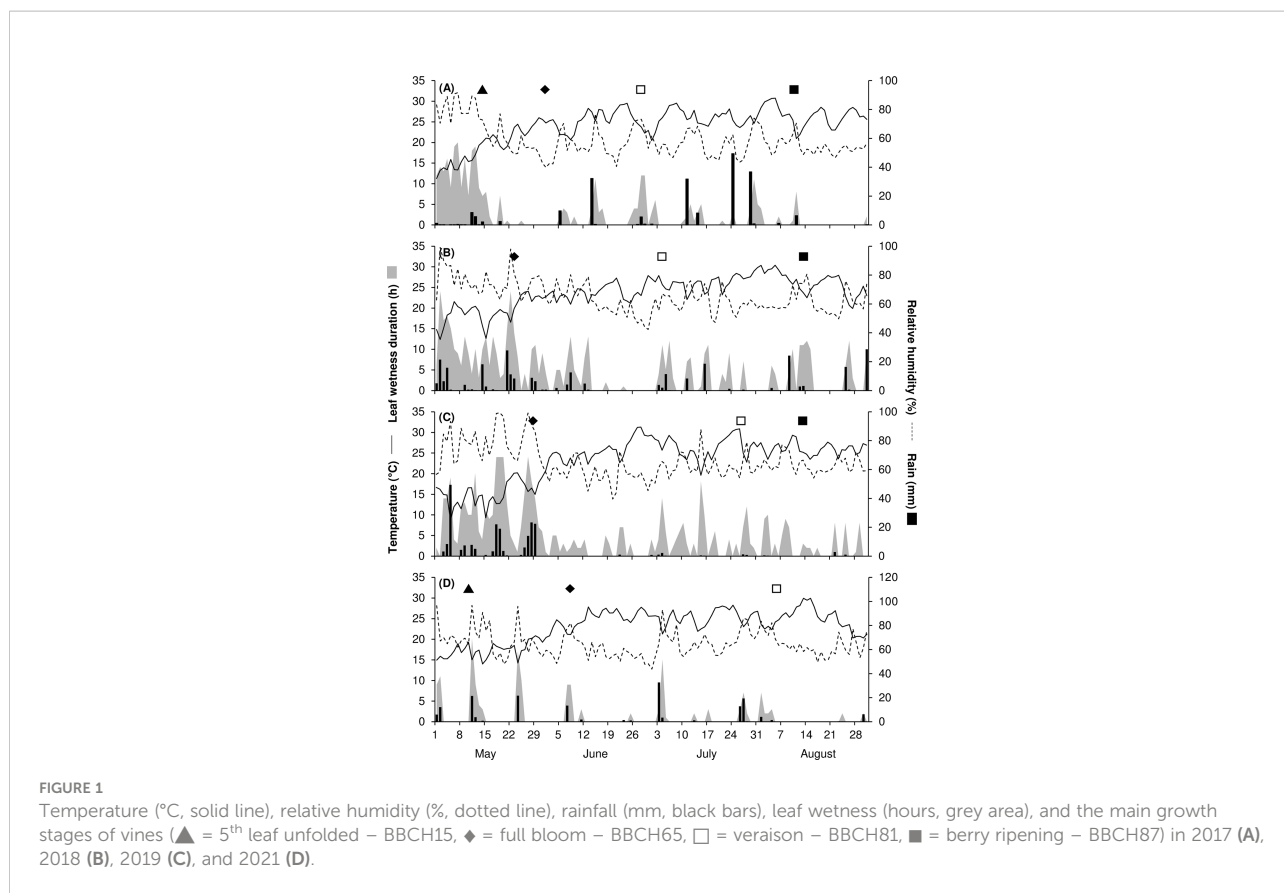 35 (A) 100
30 80
25
20 60
15 40
10
5 20
0 0
35 (B) 100
30 80
25
20 60
15 40
10
5 20
0 0
35 (C) 100
30 80
25
20 60
15 40
10
5 20
0 0
35 (D) 120
30 100
25 80
20 60
15
10 40
5 20
0 0
Temperature (°C) Leaf wetness duration (h)
Relative humidity (%) Rain (mm)
1 8 15 22 29 5 12 19 26 3 10 17 24 31 7 14 21 28
May June July August
FIGURE 1
Temperature (°C, solid line), relative humidity (%, dotted line), rainfall (mm, black bars), leaf wetness (hours, grey area), and the main growth
stages of vines (▲ = 5th leaf unfolded – BBCH15, ◆ = full bloom – BBCH65, □ = veraison – BBCH81, ■ = berry ripening – BBCH87) in 2017 (A),
2018 (B), 2019 (C), and 2021 (D).